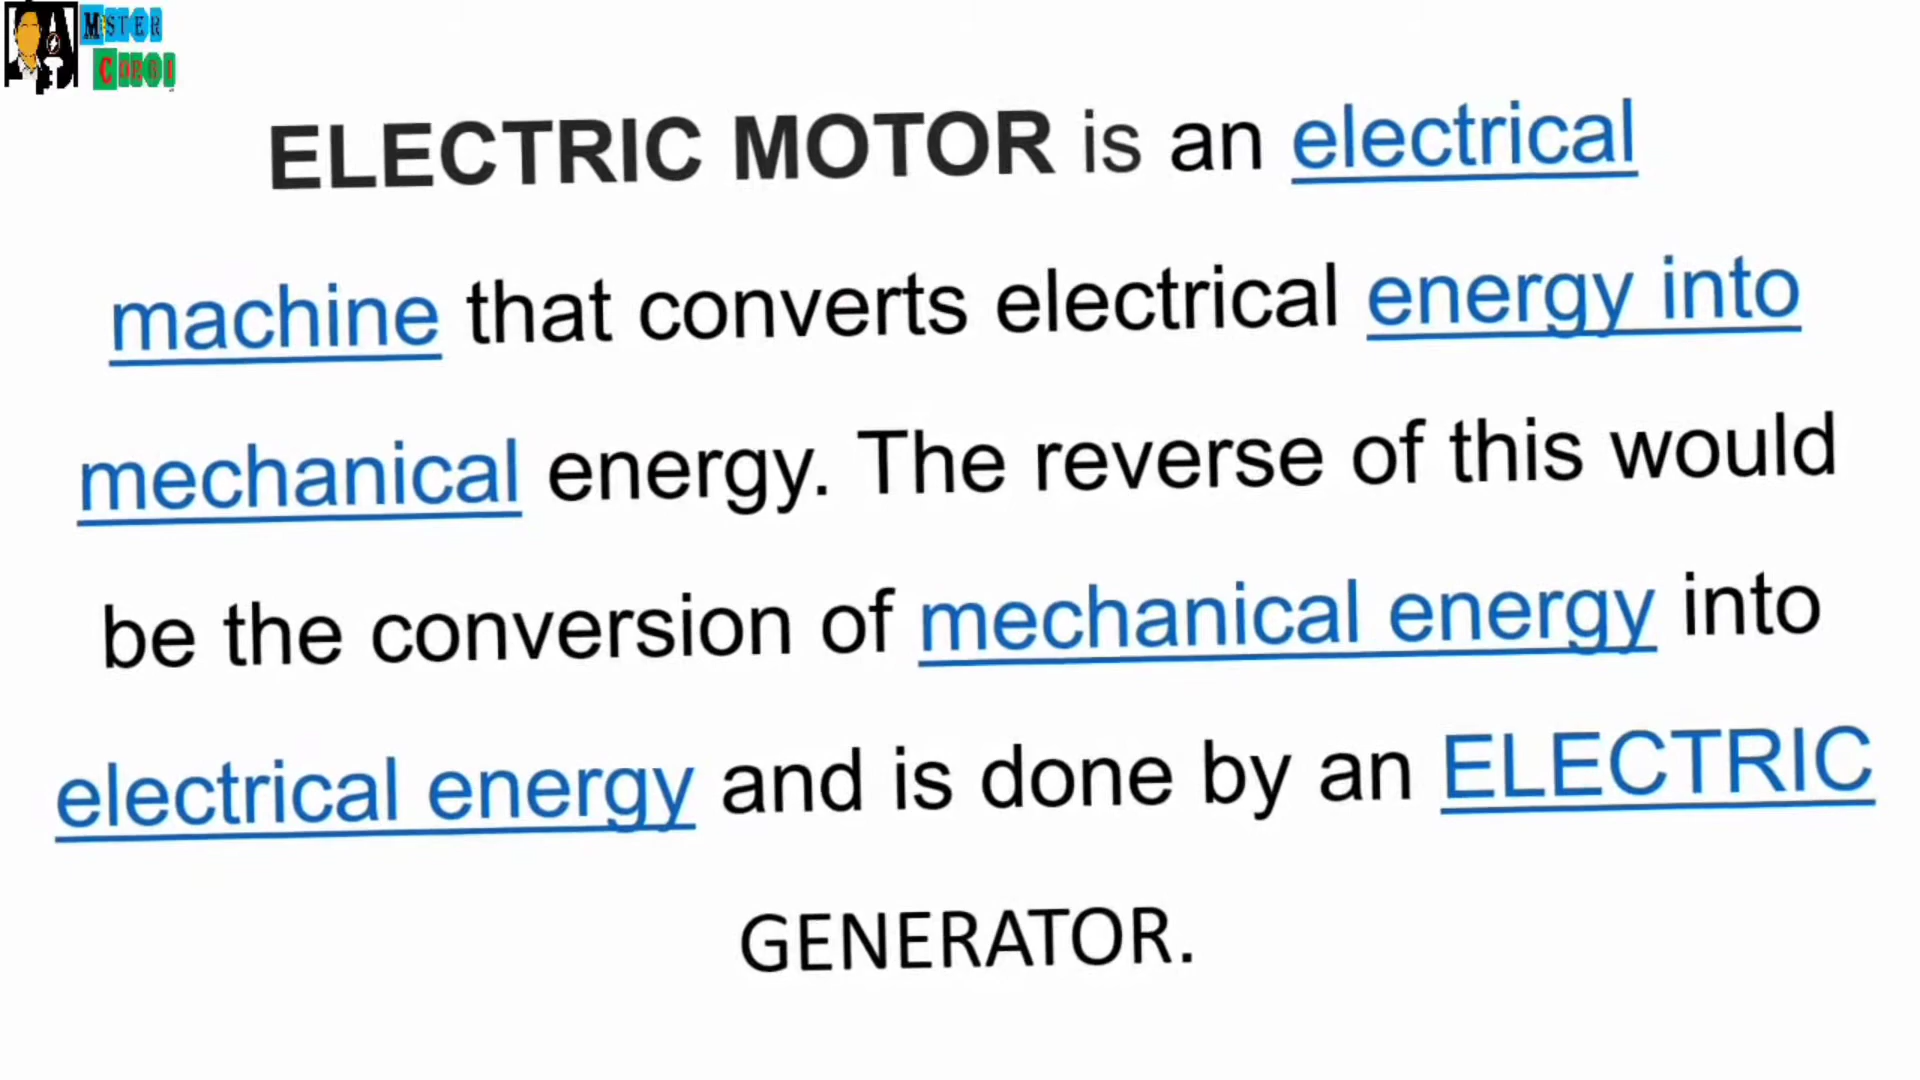 MISTER
ELECTRIC MOTOR is an electrical
machine that converts electrical energy into
mechanical energy. The reverse of this would
be the conversion of mechanical energy into
electrical energy and is done by an ELECTRIC
GENERATOR.